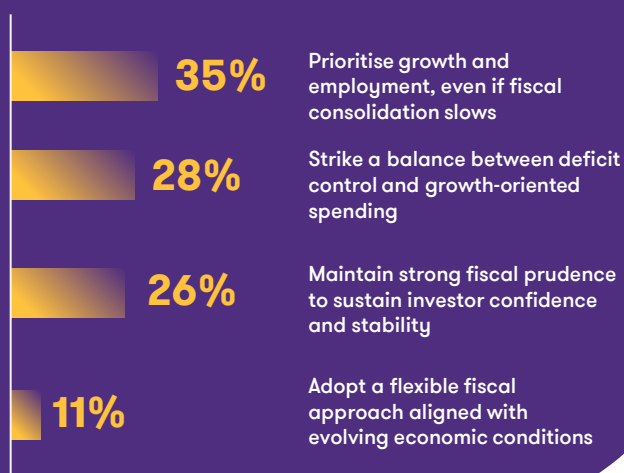 35%
Prioritise growth and
employment, even if fiscal
consolidation slows
28%
Strike a balance between deficit
control and growth-oriented
spending
26%
Maintain strong fiscal prudence
to sustain investor confidence
and stability
11%
Adopt a flexible fiscal
approach aligned with
evolving economic conditions